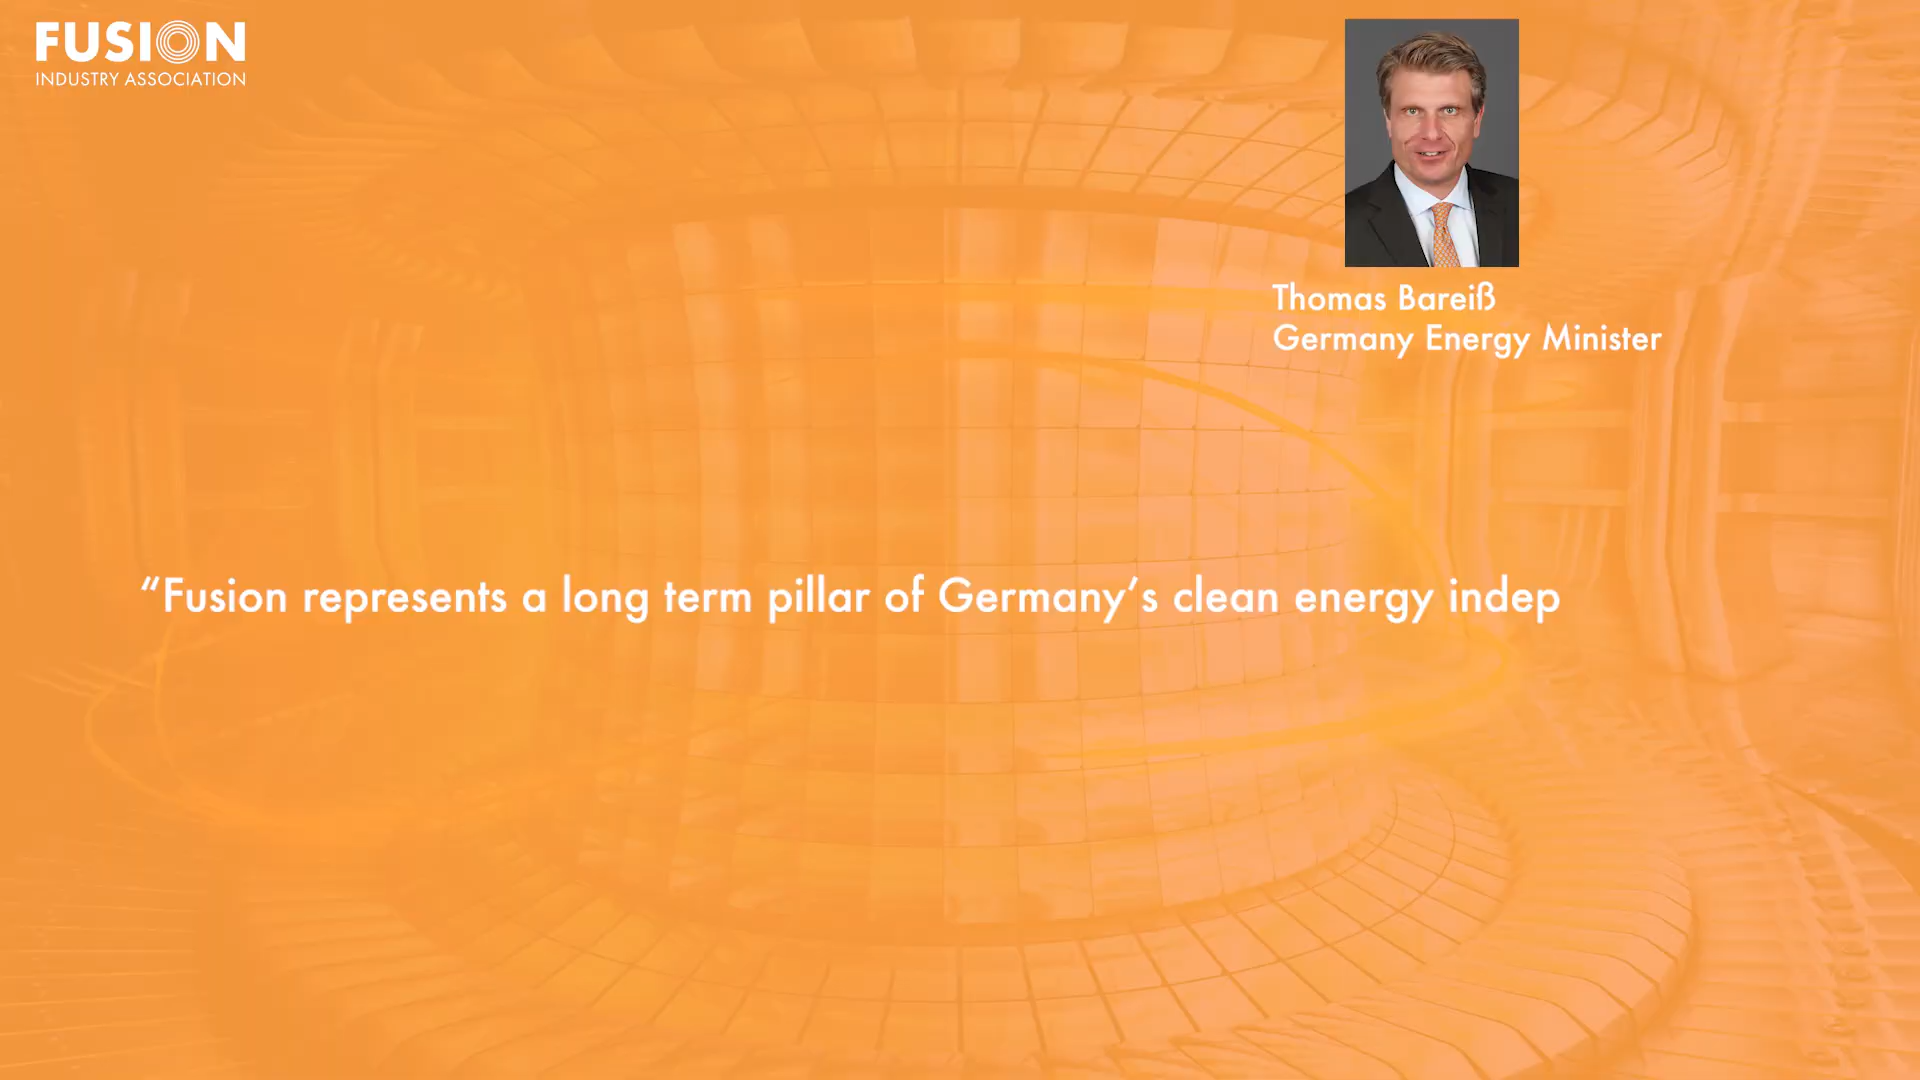 FUSION
INDUSTRY ASSOCIATION
Thomas Bareiß
Germany Energy Minister
“Fusion represents a long term pillar of Germany’s clean energy indep